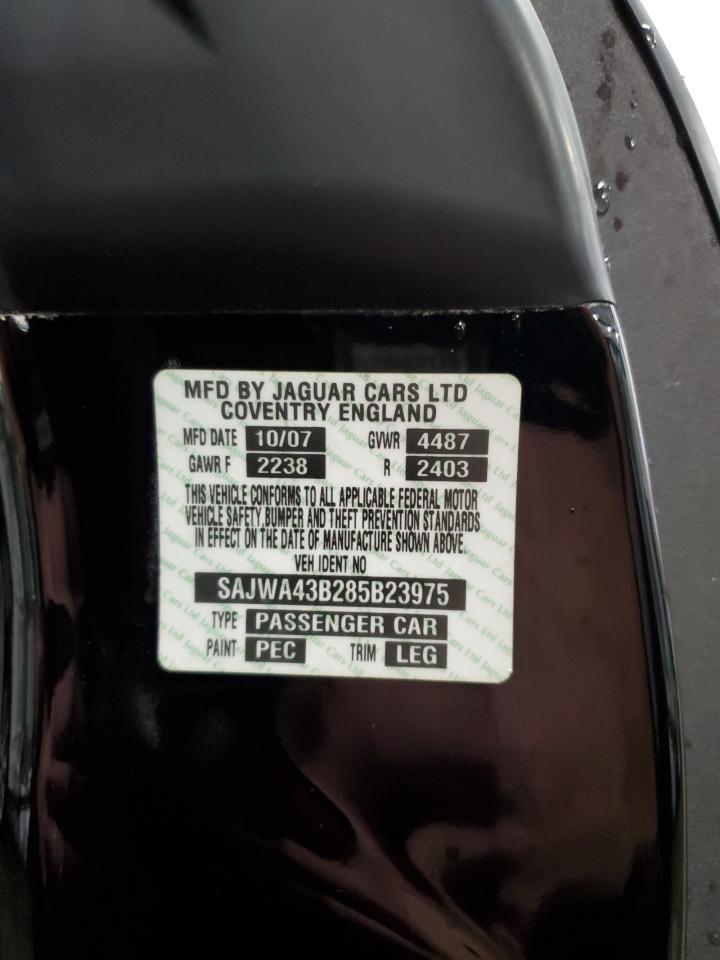 MFD BY JAGUAR CARS LTD
COVENTRY ENGLAND
MFD DATE 10/07 GVWR 4487
GAWR F 2238 R 2403
THIS VEHICLE CONFORMS TO ALL APPLICABLE FEDERAL MOTOR
VEHICLE SAFETY,BUMPER AND THEFT PREVENTION STANDARDS
IN EFFECT ON THE DATE OF MANUFACTURE SHOWN ABOVE.
VEH IDENT NO
SAJWA43B285B23975
TYPE PASSENGER CAR
PAINT PEC TRIM LEG